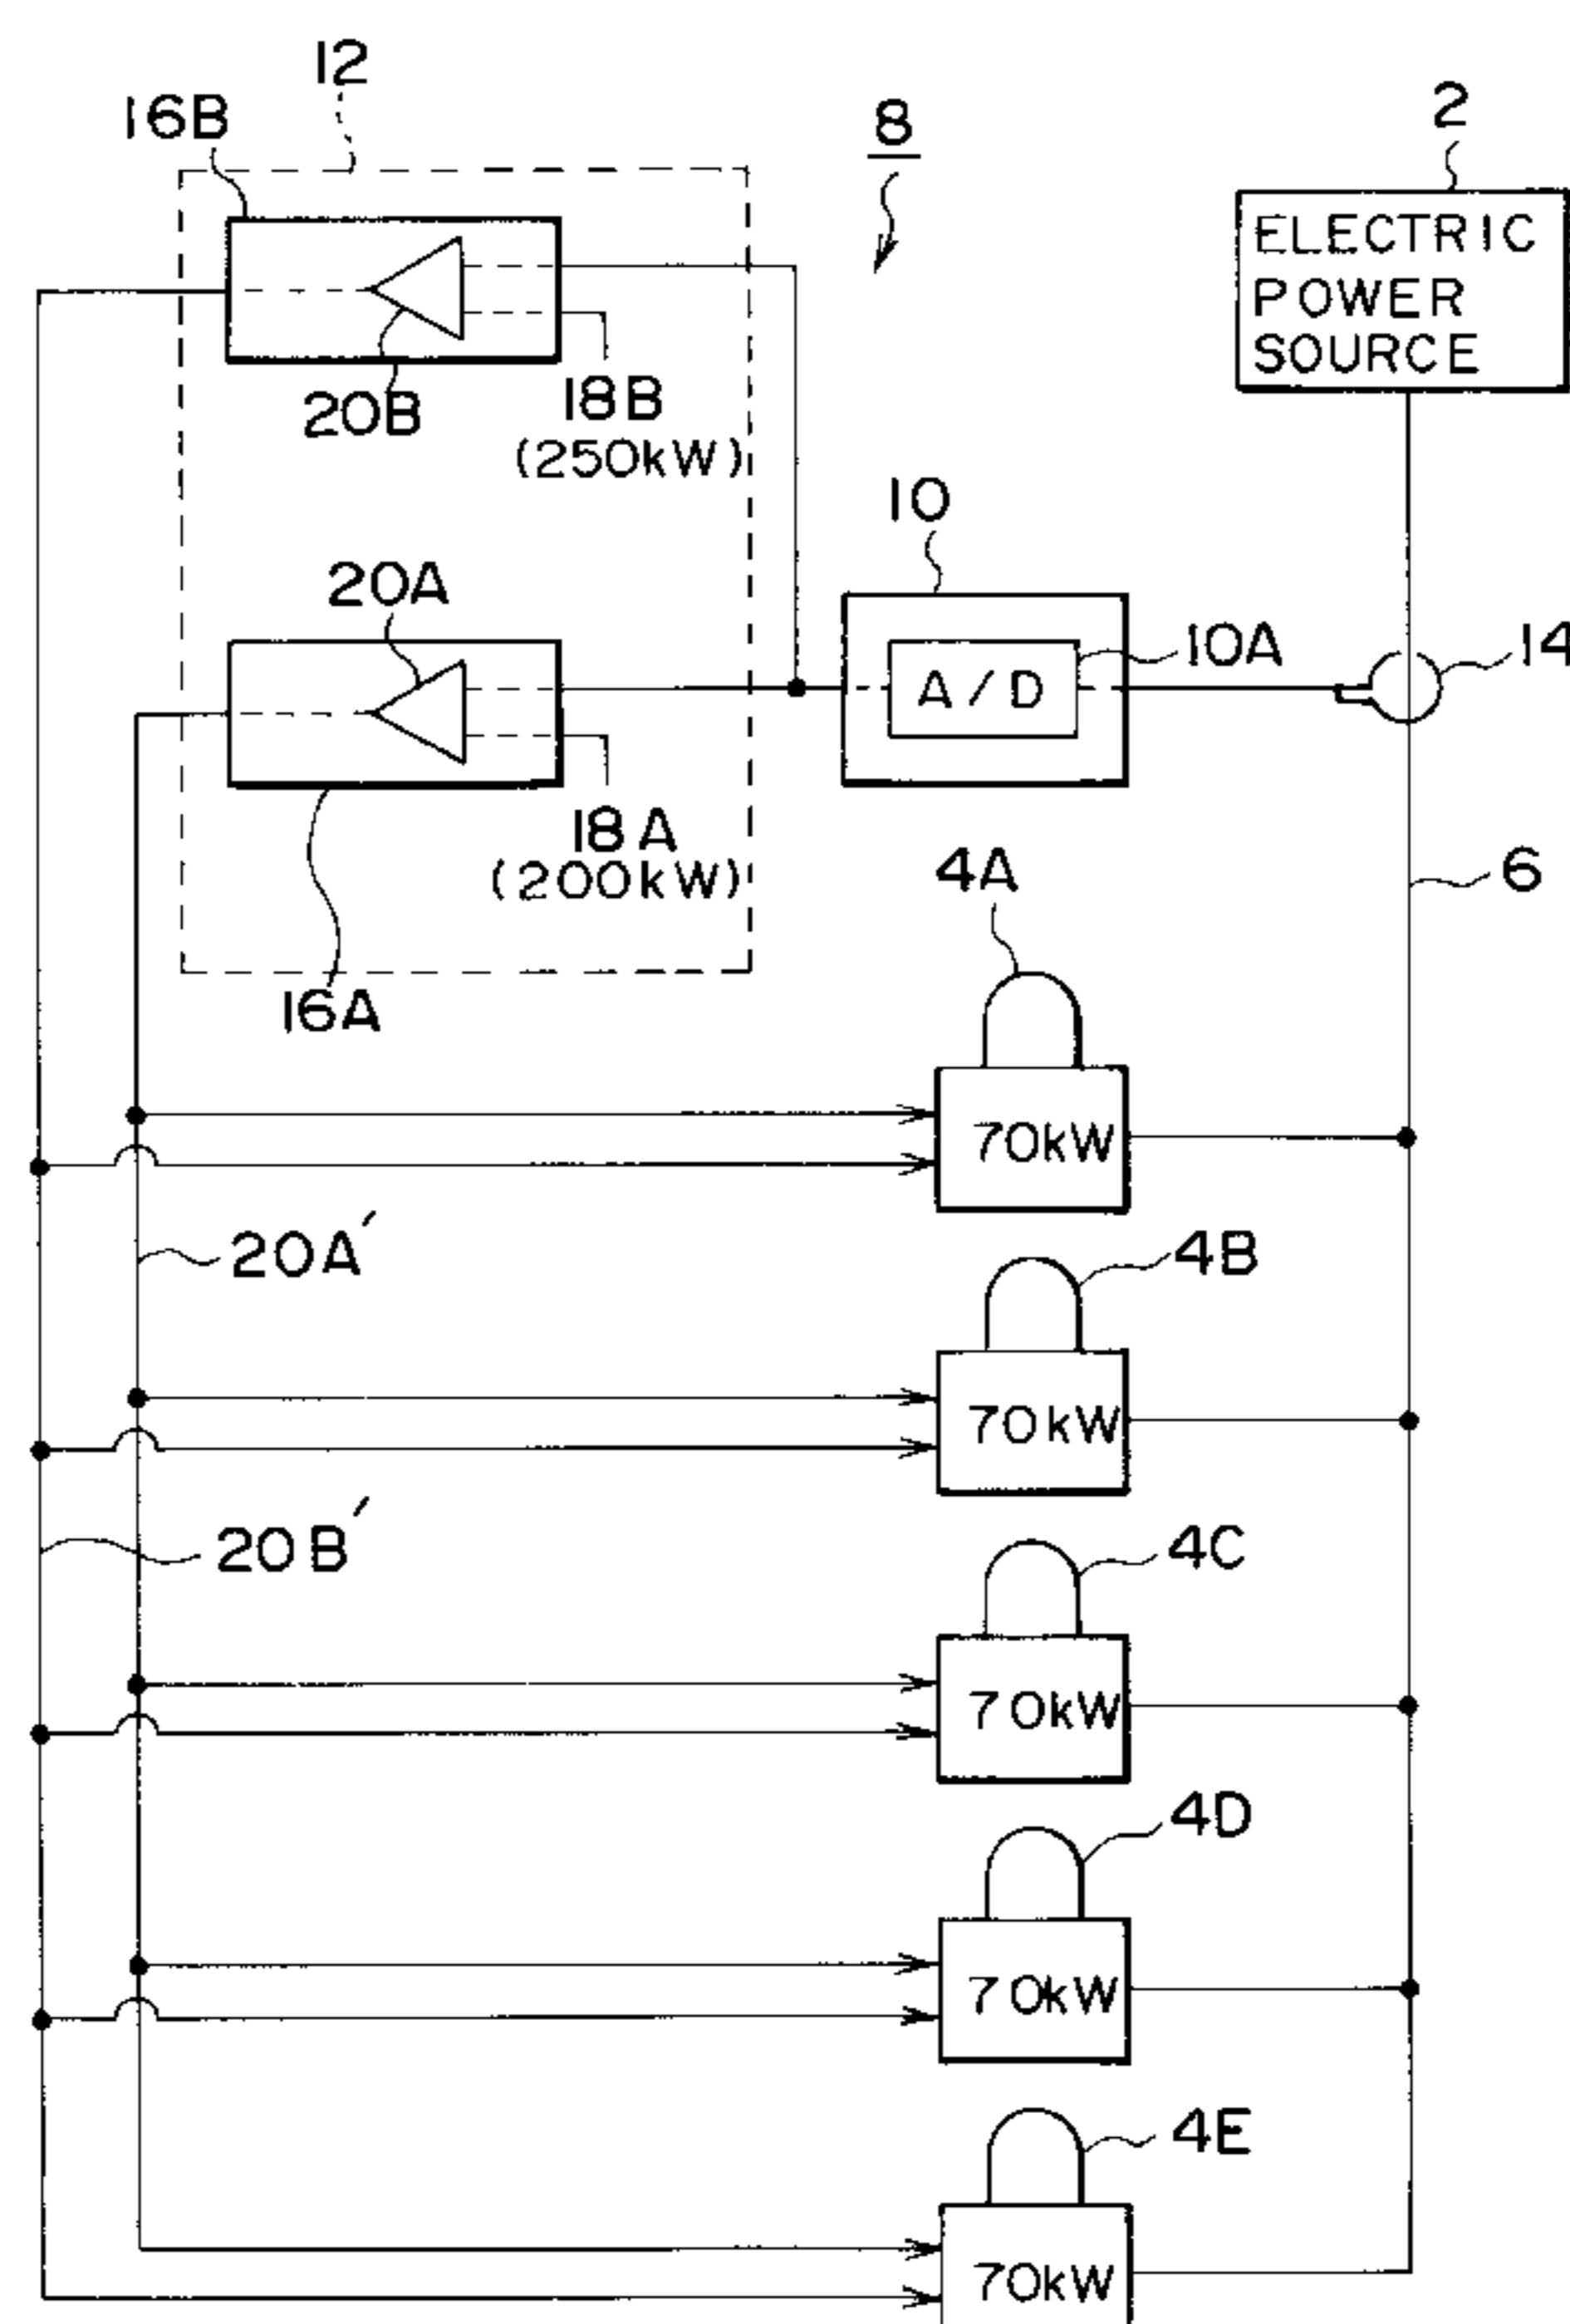 12
16B
8
2
ELECTRIC
POWER
SOURCE
20B
18B
(250kW)
10
20A
10A
14
A/D
18A
(200kW)
4A
6
16A
70kW
20A′
4B
70kW
20B′
4C
70kW
4D
70kW
4E
70kW